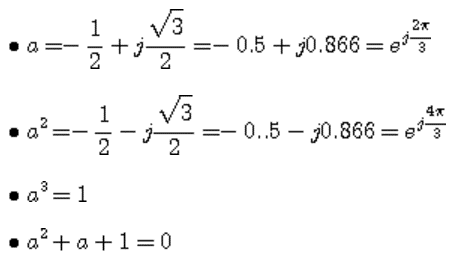 • a =− 1/2 + j √3/2 =− 0.5 + j0.866 = e^{j 2π/3}
• a² =− 1/2 − j √3/2 =− 0..5 − j0.866 = e^{j 4π/3}
• a³ = 1
• a² + a + 1 = 0